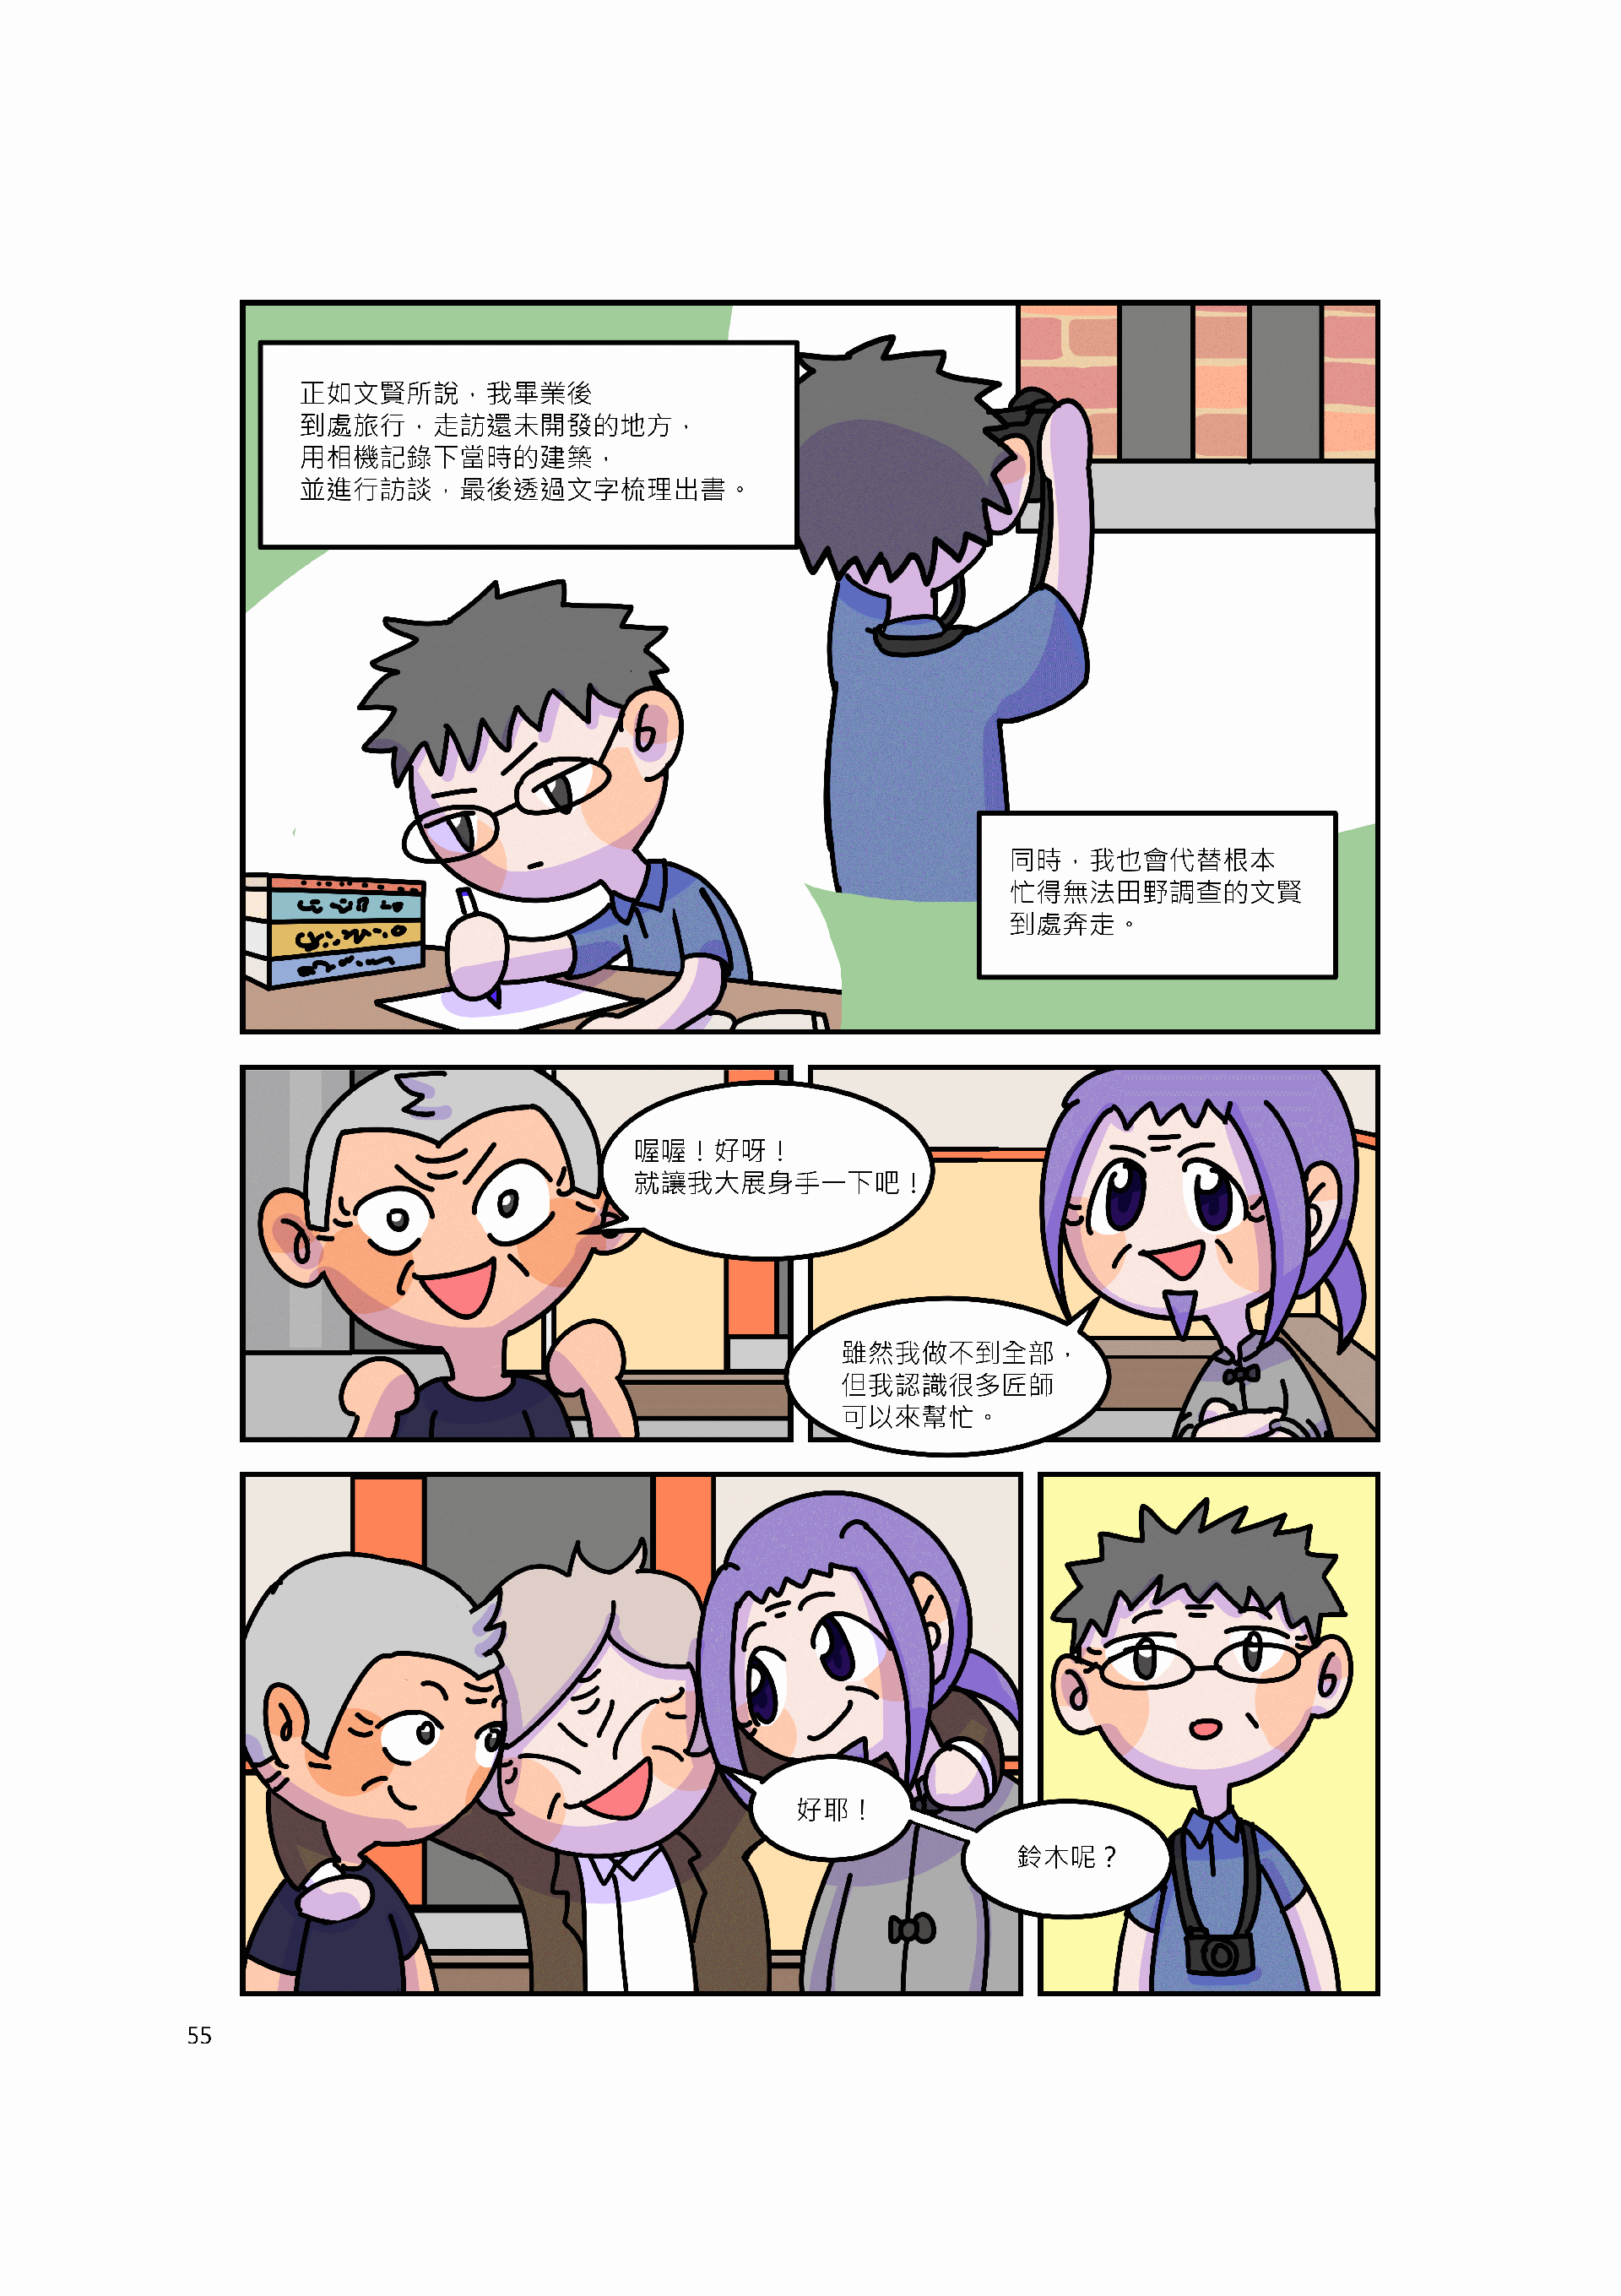 正如文賢所說，我畢業後
到處旅行，走訪還未開發的地方，
用相機記錄下當時的建築，
並進行訪談，最後透過文字梳理出書。
同時，我也會代替根本
忙得無法田野調查的文賢
到處奔走。
喔喔！好呀！
就讓我大展身手一下吧！
雖然我做不到全部，
但我認識很多匠師
可以來幫忙。
好耶！
鈴木呢？
55